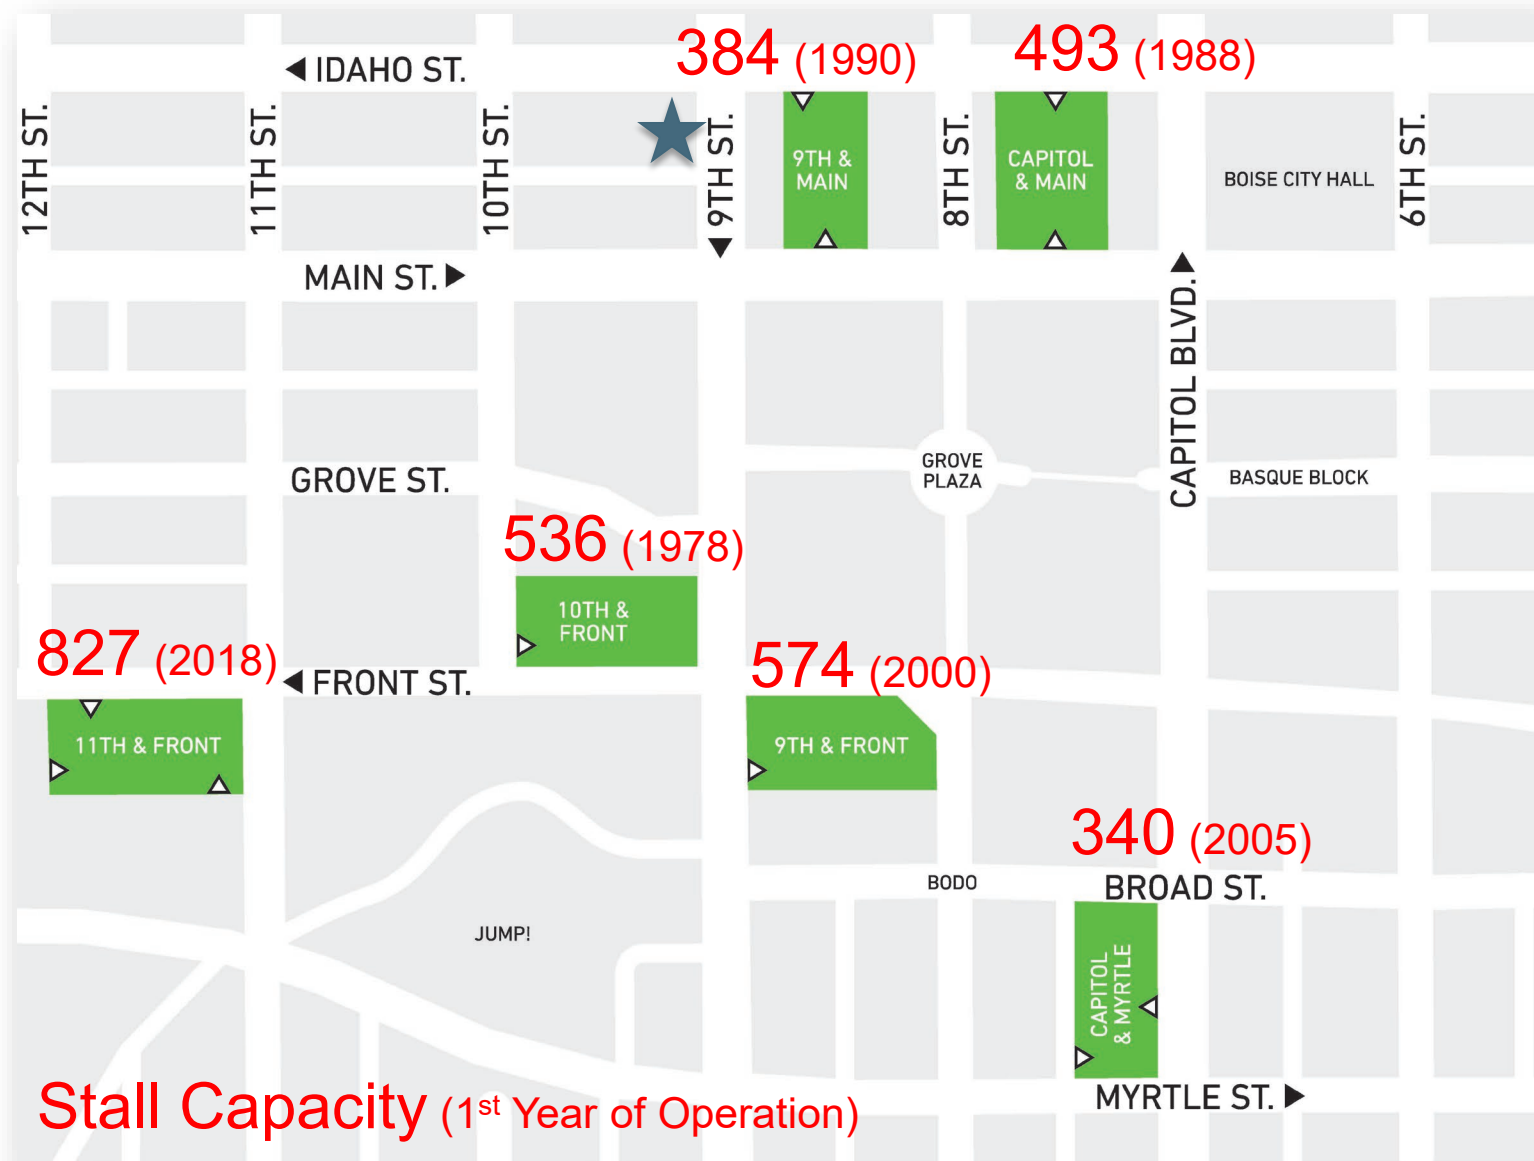 384 (1990)
493 (1988)
◀ IDAHO ST.
12TH ST.
11TH ST.
10TH ST.
◀ 9TH ST.
9TH &
MAIN
8TH ST.
CAPITOL
& MAIN
BOISE CITY HALL
6TH ST.
MAIN ST. ▶
CAPITOL BLVD. ▶
GROVE ST.
GROVE
PLAZA
BASQUE BLOCK
536 (1978)
10TH &
FRONT
827 (2018)
◀ FRONT ST.
574 (2000)
11TH & FRONT
9TH & FRONT
340 (2005)
BODO
BROAD ST.
JUMP!
CAPITOL
& MYRTLE
MYRTLE ST. ▶
Stall Capacity (1st Year of Operation)